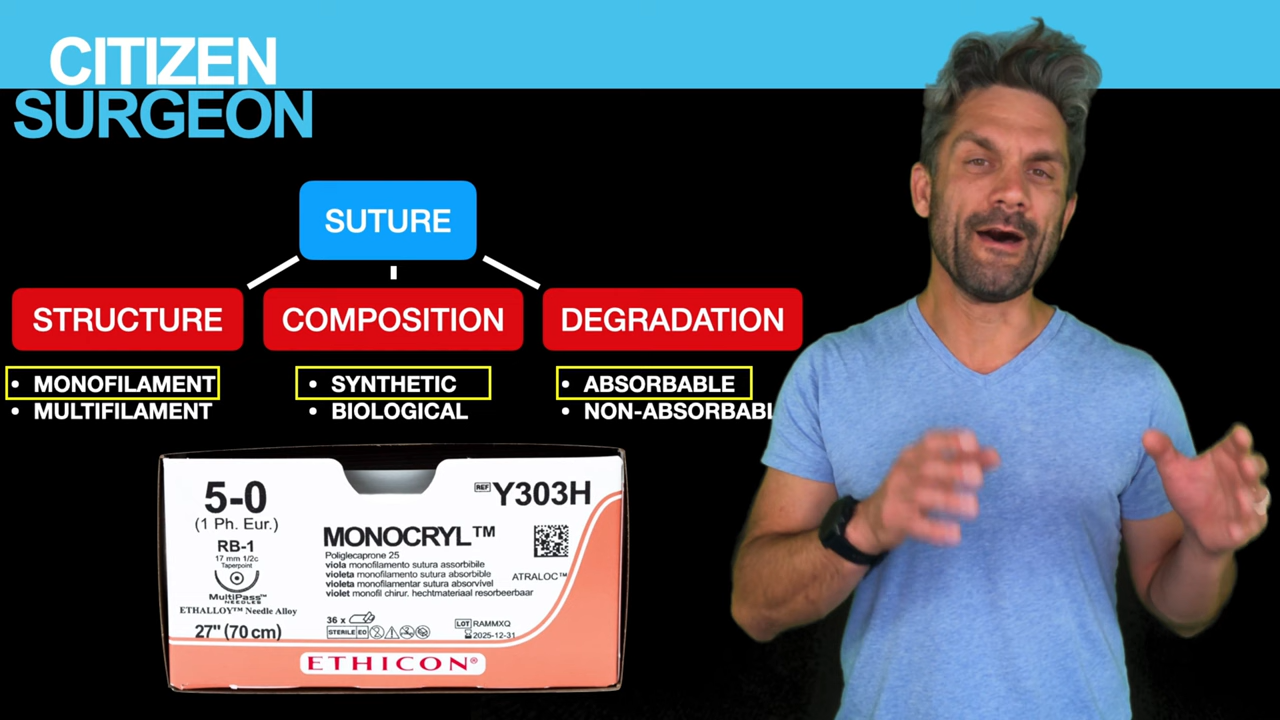 CITIZEN
SURGEON
SUTURE
STRUCTURE
COMPOSITION
DEGRADATION
• MONOFILAMENT
• MULTIFILAMENT
• SYNTHETIC
• BIOLOGICAL
• ABSORBABLE
• NON-ABSORBABL
5-0
(1 Ph. Eur.)
RB-1
17 mm 1/2c
Taperpoint
MultiPass™
NEEDLES
ETHALLOY™ Needle Alloy
27" (70 cm)
REF Y303H
MONOCRYL™
Poliglecaprone 25
viola monofilamento sutura assorbibile
violeta monofilamento sutura absorbible
violeta monofilamentar sutura absorvível
violet monofil chirur. hechtmateriaal resorbeerbaar
ATRALOC™
36 x
STERILE EO
LOT RAMMXQ
2025-12-31
ETHICON®